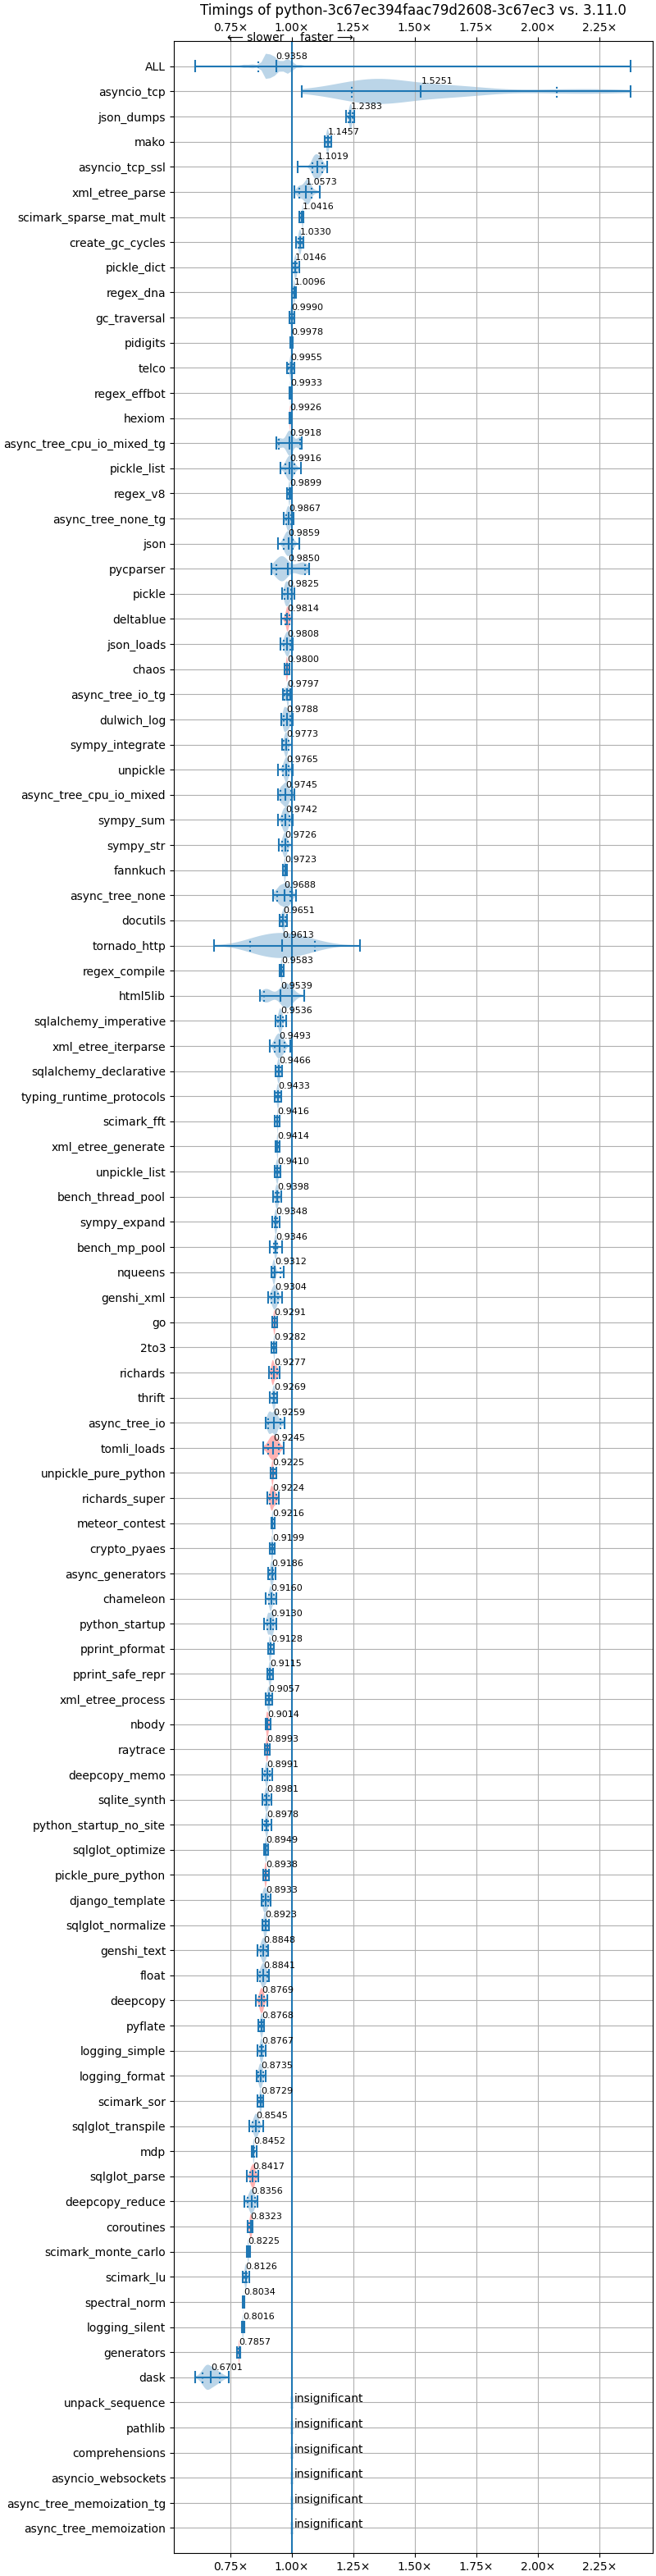 Timings of python-3c67ec394faac79d2608-3c67ec3 vs. 3.11.0
0.75× 1.00× 1.25× 1.50× 1.75× 2.00× 2.25×
⟵ slower faster ⟶
ALL 0.9358
asyncio_tcp 1.5251
json_dumps 1.2383
mako 1.1457
asyncio_tcp_ssl 1.1019
xml_etree_parse 1.0573
scimark_sparse_mat_mult 1.0416
create_gc_cycles 1.0330
pickle_dict 1.0146
regex_dna 1.0096
gc_traversal 0.9990
pidigits 0.9978
telco 0.9955
regex_effbot 0.9933
hexiom 0.9926
async_tree_cpu_io_mixed_tg 0.9918
pickle_list 0.9916
regex_v8 0.9899
async_tree_none_tg 0.9867
json 0.9859
pycparser 0.9850
pickle 0.9825
deltablue 0.9814
json_loads 0.9808
chaos 0.9800
async_tree_io_tg 0.9797
dulwich_log 0.9788
sympy_integrate 0.9773
unpickle 0.9765
async_tree_cpu_io_mixed 0.9745
sympy_sum 0.9742
sympy_str 0.9726
fannkuch 0.9723
async_tree_none 0.9688
docutils 0.9651
tornado_http 0.9613
regex_compile 0.9583
html5lib 0.9539
sqlalchemy_imperative 0.9536
xml_etree_iterparse 0.9493
sqlalchemy_declarative 0.9466
typing_runtime_protocols 0.9433
scimark_fft 0.9416
xml_etree_generate 0.9414
unpickle_list 0.9410
bench_thread_pool 0.9398
sympy_expand 0.9348
bench_mp_pool 0.9346
nqueens 0.9312
genshi_xml 0.9304
go 0.9291
2to3 0.9282
richards 0.9277
thrift 0.9269
async_tree_io 0.9259
tomli_loads 0.9245
unpickle_pure_python 0.9225
richards_super 0.9224
meteor_contest 0.9216
crypto_pyaes 0.9199
async_generators 0.9186
chameleon 0.9160
python_startup 0.9130
pprint_pformat 0.9128
pprint_safe_repr 0.9115
xml_etree_process 0.9057
nbody 0.9014
raytrace 0.8993
deepcopy_memo 0.8991
sqlite_synth 0.8981
python_startup_no_site 0.8978
sqlglot_optimize 0.8949
pickle_pure_python 0.8938
django_template 0.8933
sqlglot_normalize 0.8923
genshi_text 0.8848
float 0.8841
deepcopy 0.8769
pyflate 0.8768
logging_simple 0.8767
logging_format 0.8735
scimark_sor 0.8729
sqlglot_transpile 0.8545
mdp 0.8452
sqlglot_parse 0.8417
deepcopy_reduce 0.8356
coroutines 0.8323
scimark_monte_carlo 0.8225
scimark_lu 0.8126
spectral_norm 0.8034
logging_silent 0.8016
generators 0.7857
dask 0.6701
unpack_sequence insignificant
pathlib insignificant
comprehensions insignificant
asyncio_websockets insignificant
async_tree_memoization_tg insignificant
async_tree_memoization insignificant
0.75× 1.00× 1.25× 1.50× 1.75× 2.00× 2.25×